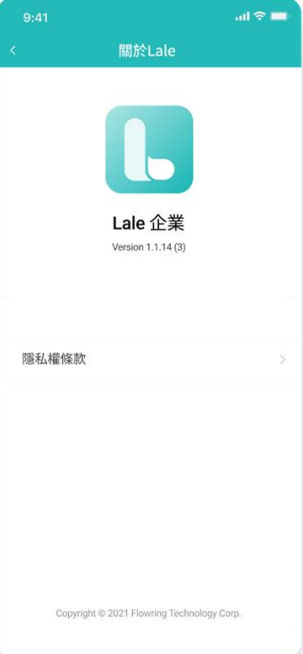 9:41
關於Lale
Lale 企業
Version 1.1.14 (3)
隱私權條款
Copyright © 2021 Flowring Technology Corp.